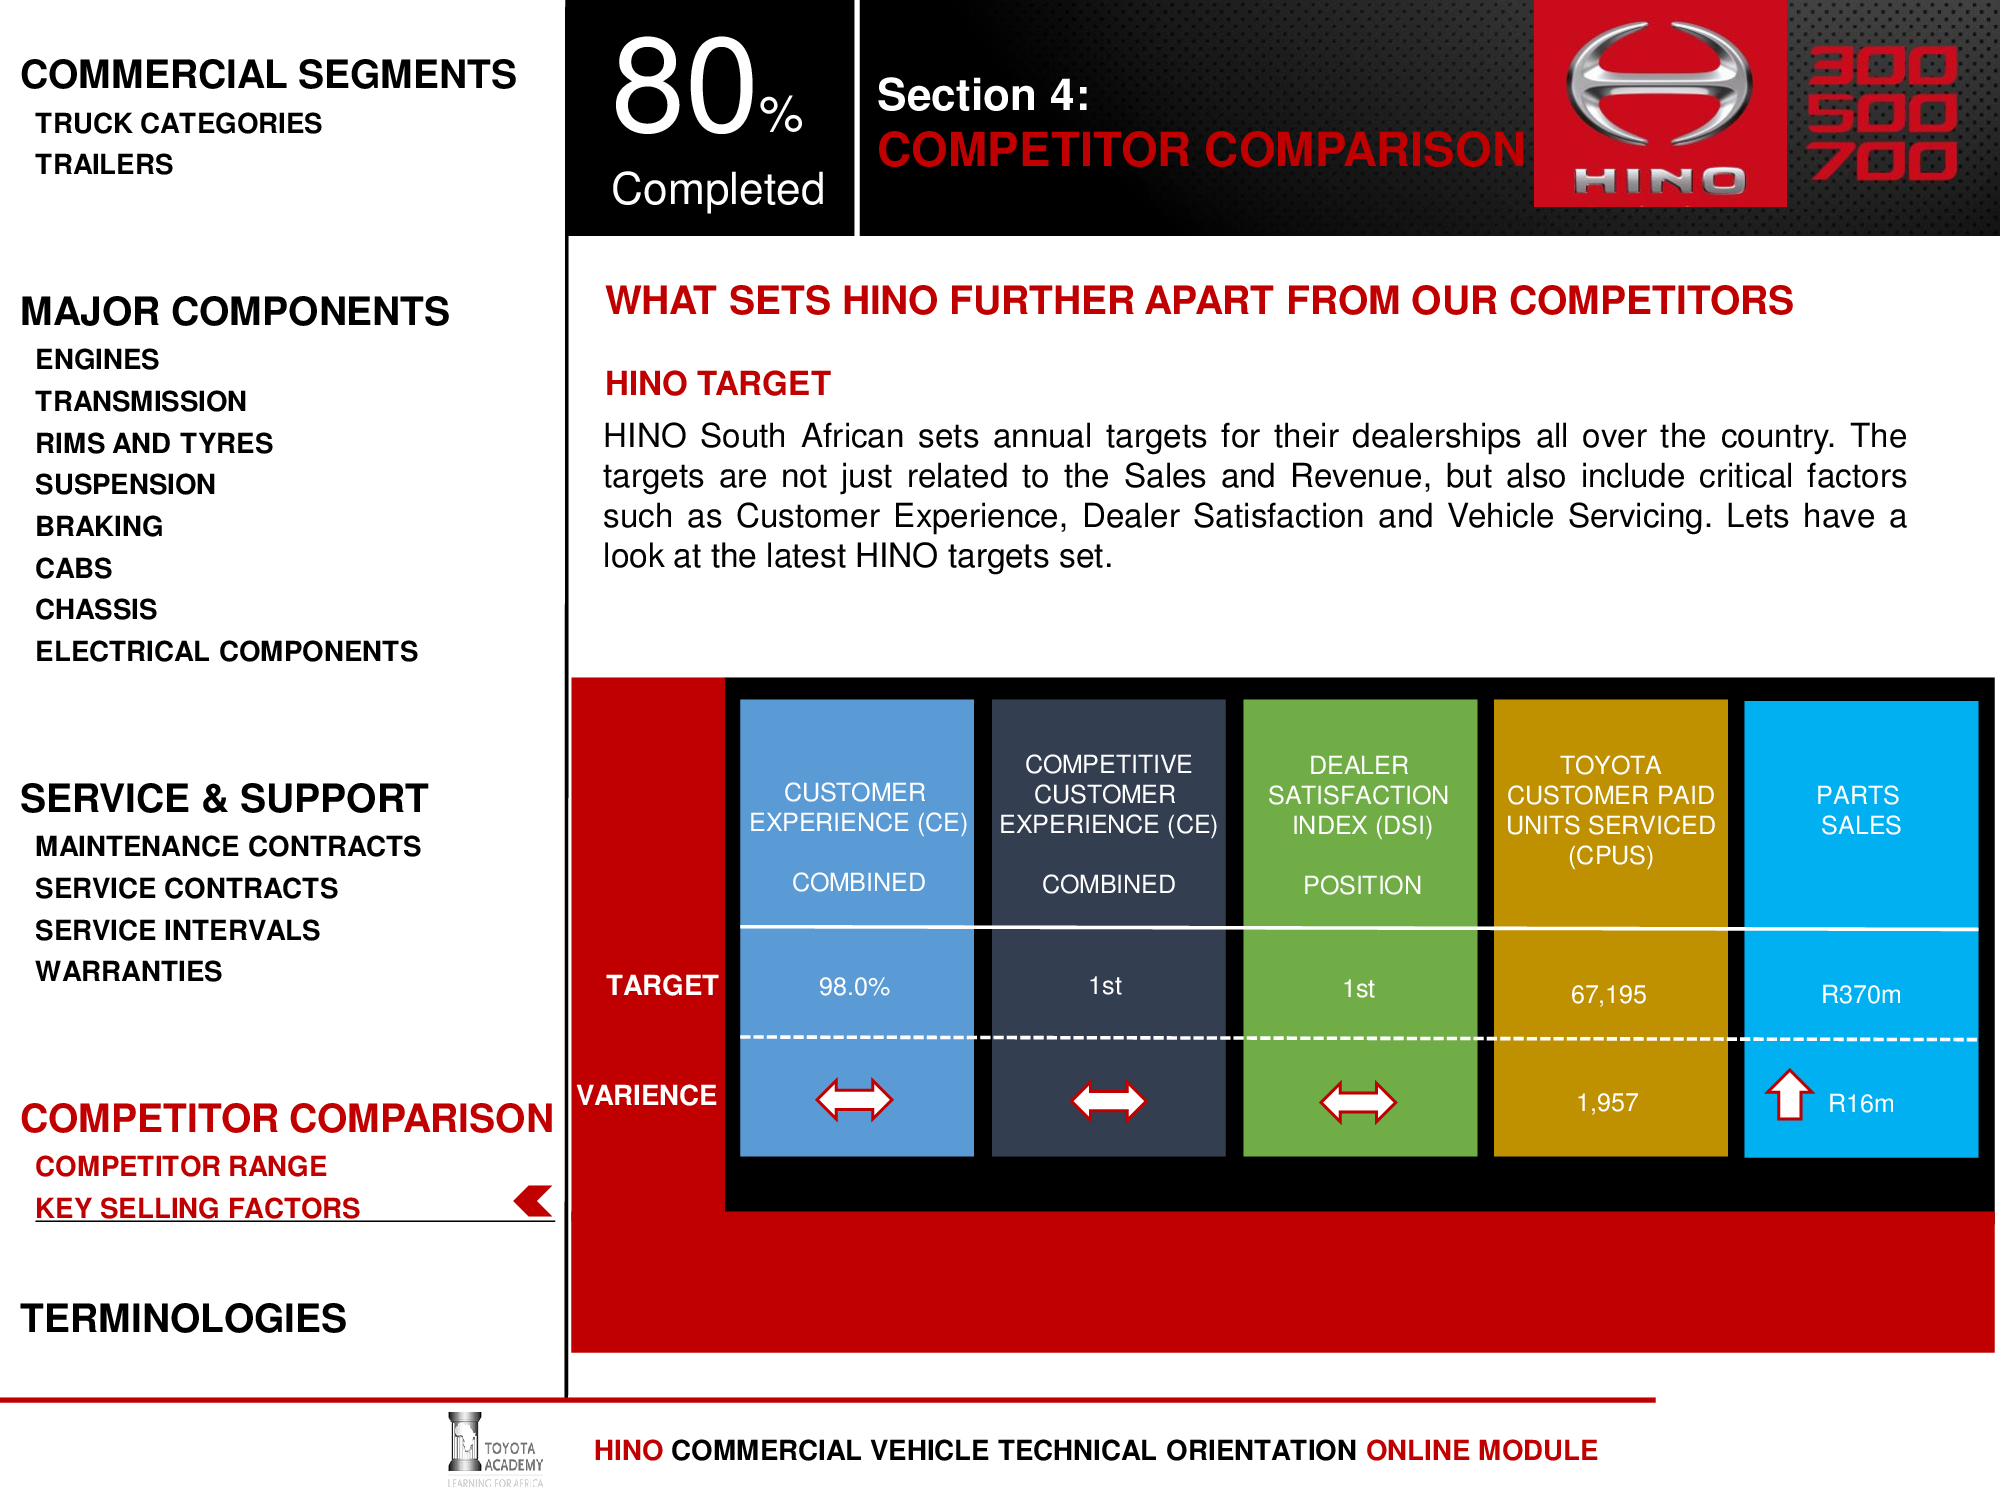 COMMERCIAL SEGMENTS
TRUCK CATEGORIES
TRAILERS
MAJOR COMPONENTS
ENGINES
TRANSMISSION
RIMS AND TYRES
SUSPENSION
BRAKING
CABS
CHASSIS
ELECTRICAL COMPONENTS
SERVICE & SUPPORT
MAINTENANCE CONTRACTS
SERVICE CONTRACTS
SERVICE INTERVALS
WARRANTIES
COMPETITOR COMPARISON
COMPETITOR RANGE
KEY SELLING FACTORS
TERMINOLOGIES
80%
Completed
Section 4:
COMPETITOR COMPARISON
HINO
300
500
700
WHAT SETS HINO FURTHER APART FROM OUR COMPETITORS
HINO TARGET
HINO South African sets annual targets for their dealerships all over the country. The
targets are not just related to the Sales and Revenue, but also include critical factors
such as Customer Experience, Dealer Satisfaction and Vehicle Servicing. Lets have a
look at the latest HINO targets set.
CUSTOMER
EXPERIENCE (CE)
COMBINED
COMPETITIVE
CUSTOMER
EXPERIENCE (CE)
COMBINED
DEALER
SATISFACTION
INDEX (DSI)
POSITION
TOYOTA
CUSTOMER PAID
UNITS SERVICED
(CPUS)
PARTS
SALES
TARGET 98.0% 1st 1st 67,195 R370m
VARIENCE 1,957 R16m
TOYOTA
ACADEMY
LEARNING FOR AFRICA
HINO COMMERCIAL VEHICLE TECHNICAL ORIENTATION ONLINE MODULE